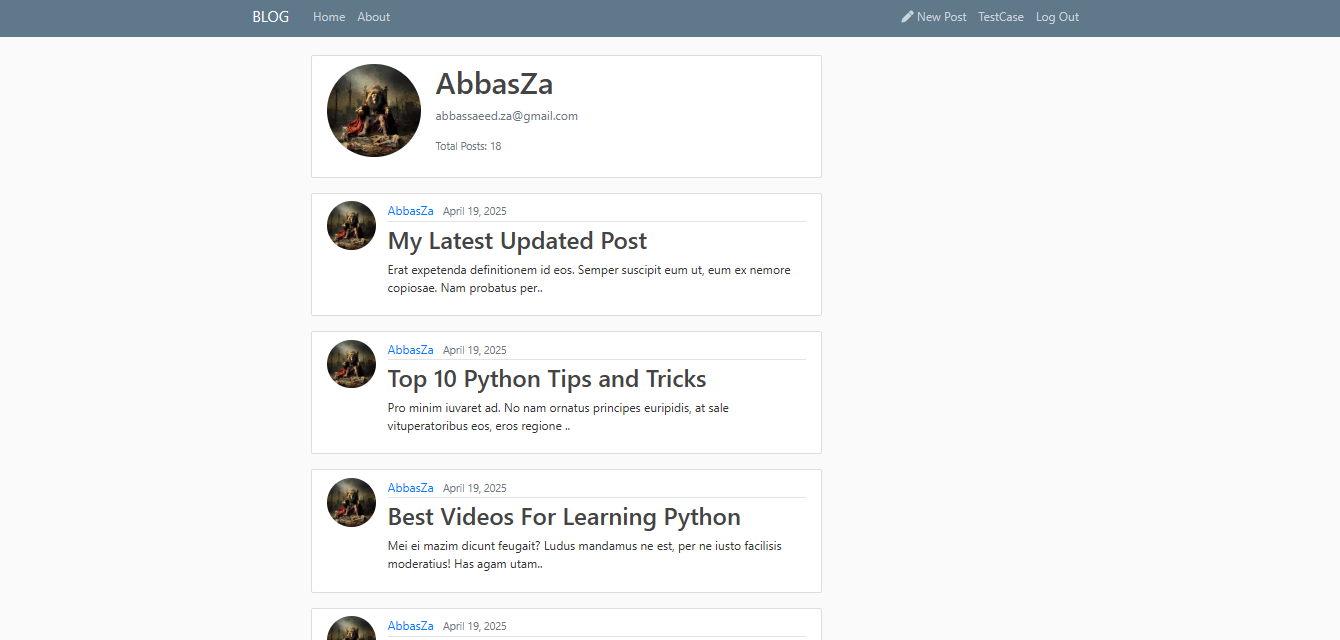 BLOG Home About New Post TestCase Log Out
AbbasZa
abbassaeed.za@gmail.com
Total Posts: 18
AbbasZa April 19, 2025
My Latest Updated Post
Erat expetenda definitionem id eos. Semper suscipit eum ut, eum ex nemore
copiosae. Nam probatus per..
AbbasZa April 19, 2025
Top 10 Python Tips and Tricks
Pro minim iuvaret ad. No nam ornatus principes euripidis, at sale
vituperatoribus eos, eros regione ..
AbbasZa April 19, 2025
Best Videos For Learning Python
Mei ei mazim dicunt feugait? Ludus mandamus ne est, per ne iusto facilisis
moderatius! Has agam utam..
AbbasZa April 19, 2025